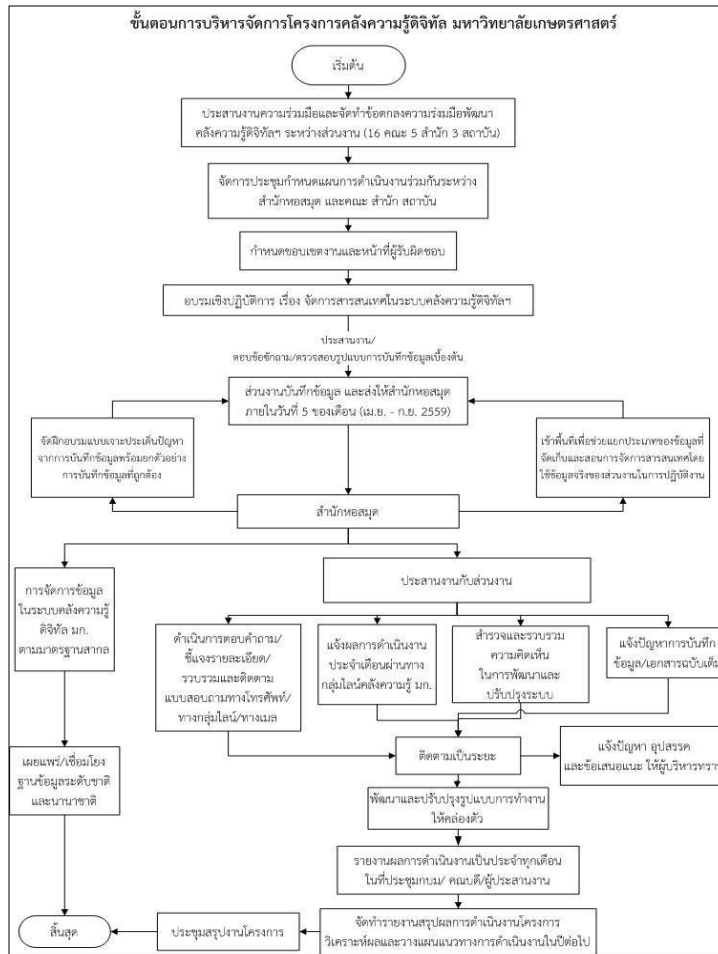 ขั้นตอนการบริหารจัดการโครงการคลังความรู้ดิจิทัล มหาวิทยาลัยเกษตรศาสตร์
เริ่มต้น
ประสานงานความร่วมมือและจัดทำข้อตกลงความร่งมมือพัฒนา
คลังความรู้ดิจิทัลฯ ระหว่างส่วนงาน (16 คณะ 5 สำนัก 3 สถาบัน)
จัดการประชุมกำหนดแผนการดำเนินงานร่วมกันระหว่าง
สำนักหอสมุด และคณะ สำนัก สถาบัน
กำหนดขอบเขตงานและหน้าที่ผู้รับผิดชอบ
อบรมเชิงปฏิบัติการ เรื่อง จัดการสารสนเทศในระบบคลังความรู้ดิจิทัลฯ
ประสานงาน/
ตอบข้อซักถาม/ตรวจสอบรูปแบบการบันทึกข้อมูลเบื้องต้น
ส่วนงานบันทึกข้อมูล และส่งให้สำนักหอสมุด
ภายในวันที่ 5 ของเดือน (เม.ย. - ก.ย. 2559)
จัดฝึกอบรมแบบเจาะประเด็นปัญหา
จากการบันทึกข้อมูลพร้อมยกตัวอย่าง
การบันทึกข้อมูลที่ถูกต้อง
เข้าพื้นที่เพื่อช่วยแยกประเภทของข้อมูลที่
จัดเก็บและสอนการจัดการสารสนเทศโดย
ใช้ข้อมูลจริงของส่วนงานในการปฏิบัติงาน
สำนักหอสมุด
การจัดการข้อมูล
ในระบบคลังความรู้
ดิจิทัล มก.
ตามมาตรฐานสากล
ประสานงานกับส่วนงาน
ดำเนินการตอบคำถาม/
ชี้แจงรายละเอียด/
รวบรวมและติดตาม
แบบสอบถามทางโทรศัพท์/
ทางกลุ่มไลน์/ทางเมล
แจ้งผลการดำเนินงาน
ประจำเดือนผ่านทาง
กลุ่มไลน์คลังความรู้ มก.
สำรวจและรวบรวม
ความคิดเห็น
ในการพัฒนาและ
ปรับปรุงระบบ
แจ้งปัญหาการบันทึก
ข้อมูล/เอกสารฉบับเต็ม
เผยแพร่/เชื่อมโยง
ฐานข้อมูลระดับชาติ
และนานาชาติ
ติดตามเป็นระยะ
แจ้งปัญหา อุปสรรค
และข้อเสนอแนะ ให้ผู้บริหารทราบ
พัฒนาและปรับปรุงรูปแบบการทำงาน
ให้คล่องตัว
รายงานผลการดำเนินงานเป็นประจำทุกเดือน
ในที่ประชุมกบม/ คณบดี/ผู้ประสานงาน
จัดทำรายงานสรุปผลการดำเนินงานโครงการ
วิเคราะห์ผลและวางแผนแนวทางการดำเนินงานในปีต่อไป
ประชุมสรุปงานโครงการ
สิ้นสุด